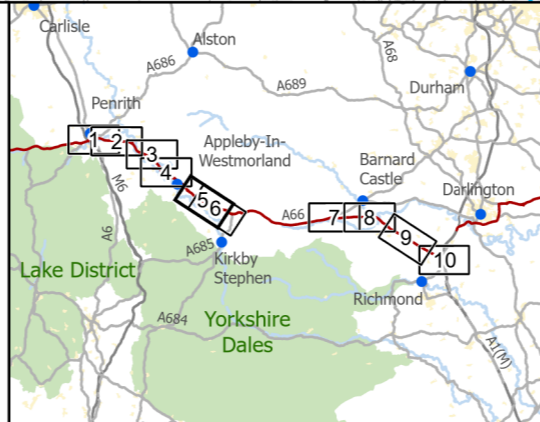 Carlisle
Alston
A686
A68
A689
Durham
Penrith
1
2
3
4
Appleby-In-
Westmorland
5
6
Barnard
Castle
Darlington
A66
7
8
9
10
M6
A6
A685
Kirkby
Stephen
Lake District
Richmond
A684
Yorkshire
Dales
A1(M)